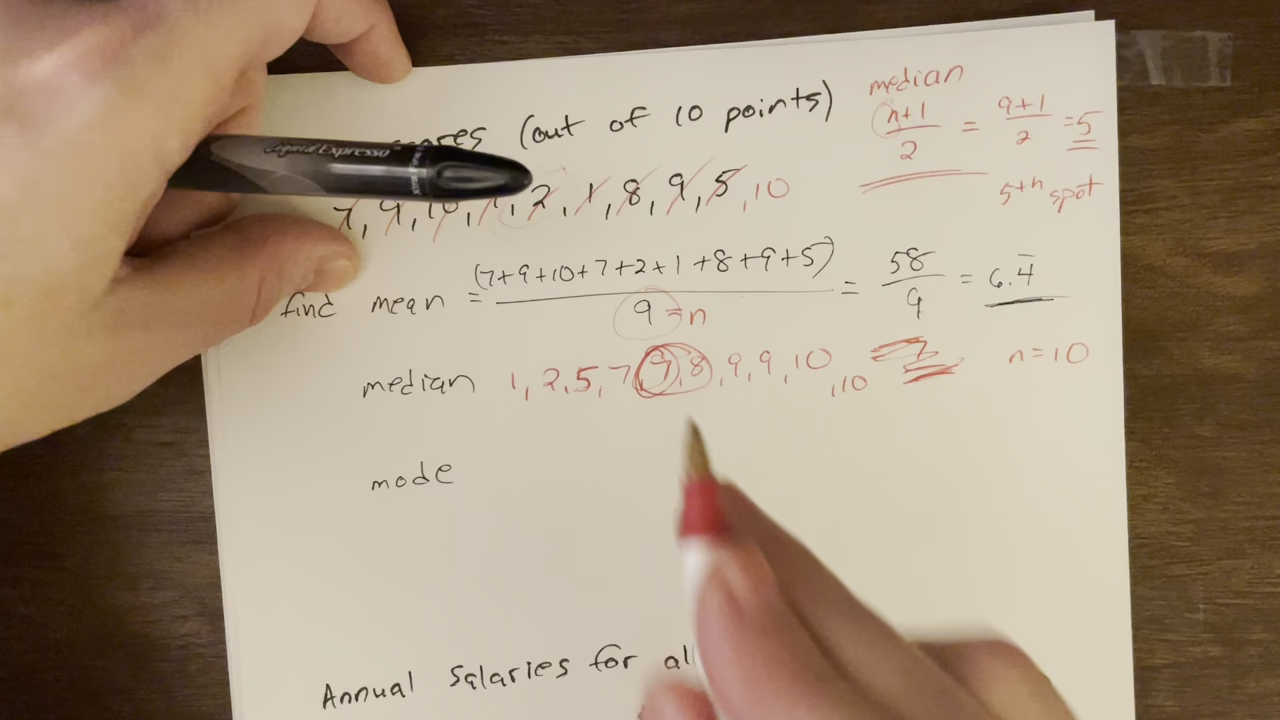 (out of 10 points)
median
n+1/2 = 9+1/2 = 5
5th spot
7, 9, 10, 7, 2, 1, 8, 9, 5, 10
find mean = (7+9+10+7+2+1+8+9+5)/9=n = 58/9 = 6.4̄
median 1, 2, 5, 7, 7, 8, 9, 9, 10, 10 n=10
mode
Annual Salaries for
Liquid Expresso